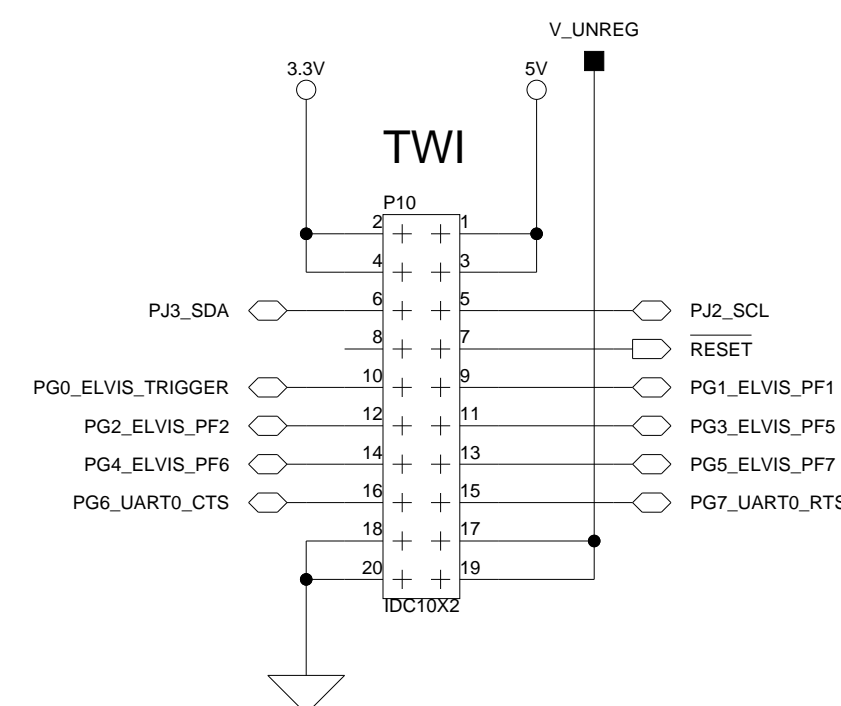 V_UNREG
3.3V 5V
TWI
P10
2 1
4 3
PJ3_SDA 6 5 PJ2_SCL
8 7 RESET
PG0_ELVIS_TRIGGER 10 9 PG1_ELVIS_PF1
PG2_ELVIS_PF2 12 11 PG3_ELVIS_PF5
PG4_ELVIS_PF6 14 13 PG5_ELVIS_PF7
PG6_UART0_CTS 16 15 PG7_UART0_RTS
18 17
20 19
IDC10X2